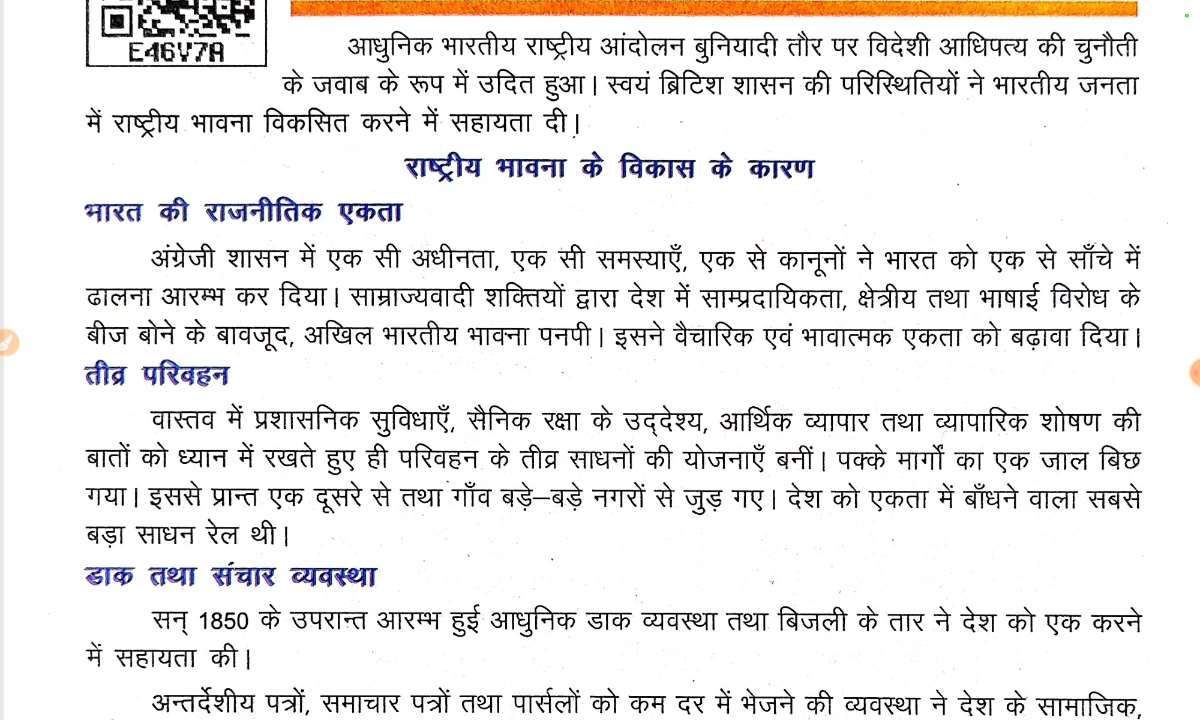 E46V7A
आधुनिक भारतीय राष्ट्रीय आंदोलन बुनियादी तौर पर विदेशी आधिपत्य की चुनौती
के जवाब के रूप में उदित हुआ। स्वयं ब्रिटिश शासन की परिस्थितियों ने भारतीय जनता
में राष्ट्रीय भावना विकसित करने में सहायता दी।
राष्ट्रीय भावना के विकास के कारण
भारत की राजनीतिक एकता
अंग्रेजी शासन में एक सी अधीनता, एक सी समस्याएँ, एक से कानूनों ने भारत को एक से साँचे में
ढालना आरम्भ कर दिया। साम्राज्यवादी शक्तियों द्वारा देश में साम्प्रदायिकता, क्षेत्रीय तथा भाषाई विरोध के
बीज बोने के बावजूद, अखिल भारतीय भावना पनपी। इसने वैचारिक एवं भावात्मक एकता को बढ़ावा दिया।
तीव्र परिवहन
वास्तव में प्रशासनिक सुविधाएँ, सैनिक रक्षा के उद्देश्य, आर्थिक व्यापार तथा व्यापारिक शोषण की
बातों को ध्यान में रखते हुए ही परिवहन के तीव्र साधनों की योजनाएँ बनीं। पक्के मार्गों का एक जाल बिछ
गया। इससे प्रान्त एक दूसरे से तथा गाँव बड़े–बड़े नगरों से जुड़ गए। देश को एकता में बाँधने वाला सबसे
बड़ा साधन रेल थी।
डाक तथा संचार व्यवस्था
सन् 1850 के उपरान्त आरम्भ हुई आधुनिक डाक व्यवस्था तथा बिजली के तार ने देश को एक करने
में सहायता की।
अन्तर्देशीय पत्रों, समाचार पत्रों तथा पार्सलों को कम दर में भेजने की व्यवस्था ने देश के सामाजिक,